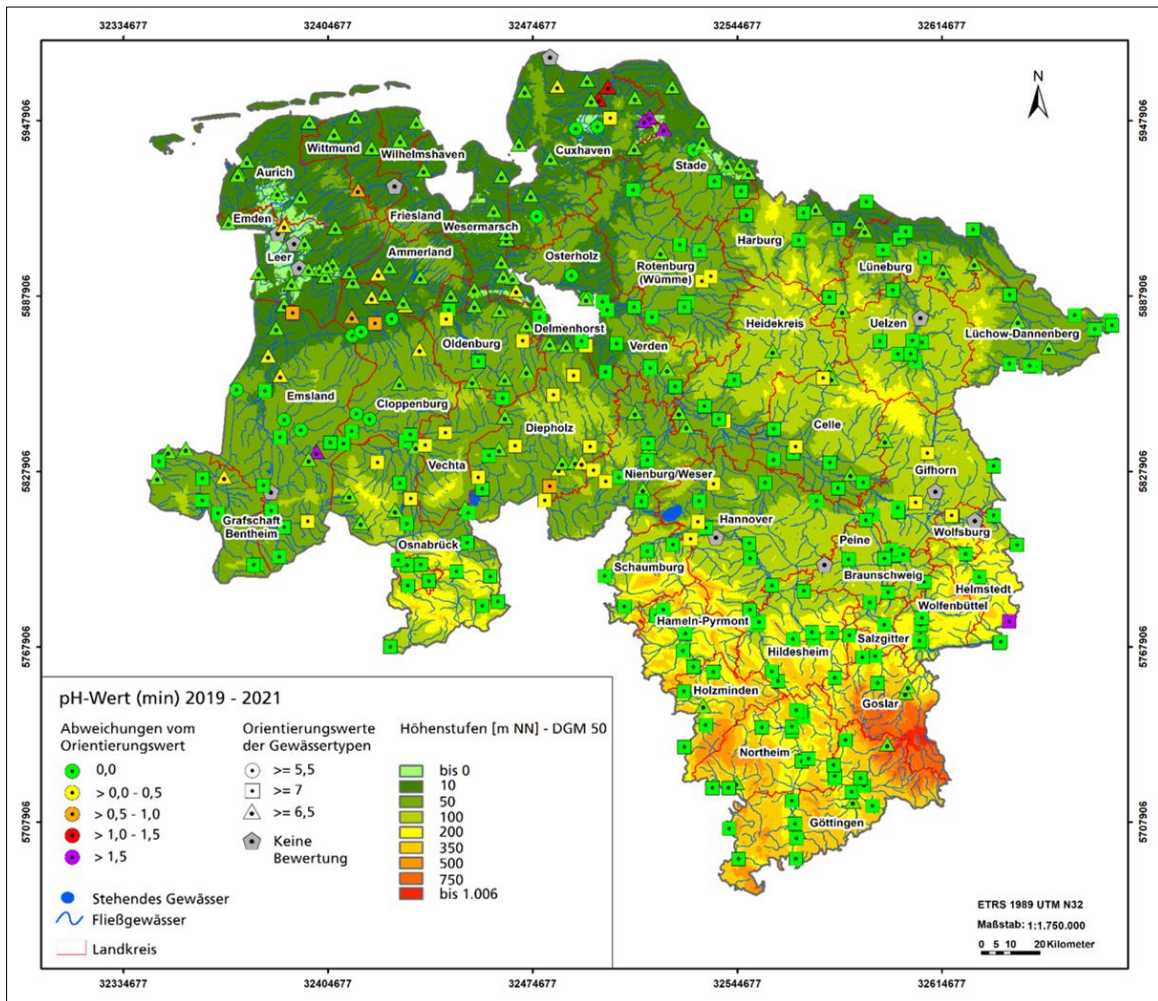 32334677 32404677 32474677 32544677 32614677
5947906 5947906
N
Cuxhaven
Wittmund
Wilhelmshaven
Stade
Aurich
Emden
Friesland
Wesermarsch
Harburg
Leer
Ammerland
Osterholz
Rotenburg
(Wümme)
Lüneburg
5887906 5887906
Uelzen
Heidekreis
Lüchow-Dannenberg
Delmenhorst
Oldenburg
Verden
Emsland
Cloppenburg
Diepholz
Celle
Vechta
Gifhorn
5827906 5827906
Nienburg/Weser
Hannover
Grafschaft
Bentheim
Wolfsburg
Peine
Osnabrück
Schaumburg
Braunschweig
Helmstedt
Wolfenbüttel
Hameln-Pyrmont
Salzgitter
5767906 5767906
Hildesheim
Holzminden
Goslar
Northeim
Göttingen
5707906 5707906
pH-Wert (min) 2019 - 2021
Abweichungen vom
Orientierungswert
0,0
> 0,0 - 0,5
> 0,5 - 1,0
> 1,0 - 1,5
> 1,5
Stehendes Gewässer
Fließgewässer
Landkreis
Orientierungswerte
der Gewässertypen
>= 5,5
>= 7
>= 6,5
Keine
Bewertung
Höhenstufen [m NN] - DGM 50
bis 0
10
50
100
200
350
500
750
bis 1.006
ETRS 1989 UTM N32
Maßstab: 1:1.750.000
0 5 10 20 Kilometer
32334677 32404677 32474677 32544677 32614677